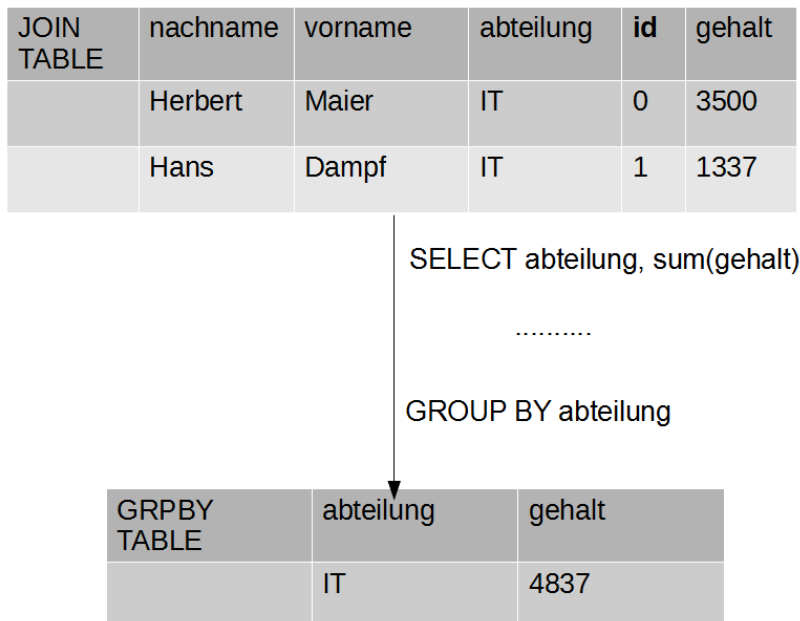 JOIN TABLE nachname vorname abteilung id gehalt
Herbert Maier IT 0 3500
Hans Dampf IT 1 1337
SELECT abteilung, sum(gehalt)
..........
GROUP BY abteilung
GRPBY TABLE abteilung gehalt
IT 4837